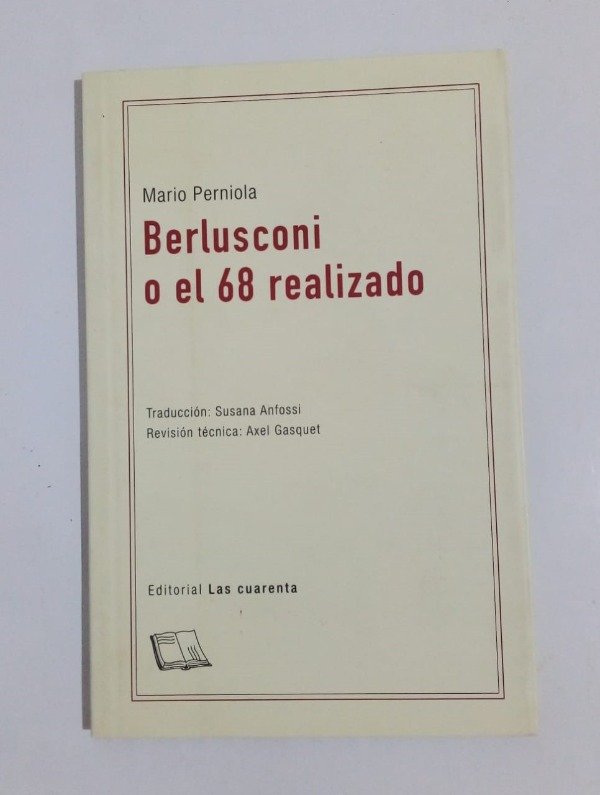 Mario Perniola
Berlusconi
o el 68 realizado
Traducción: Susana Anfossi
Revisión técnica: Axel Gasquet
Editorial Las cuarenta